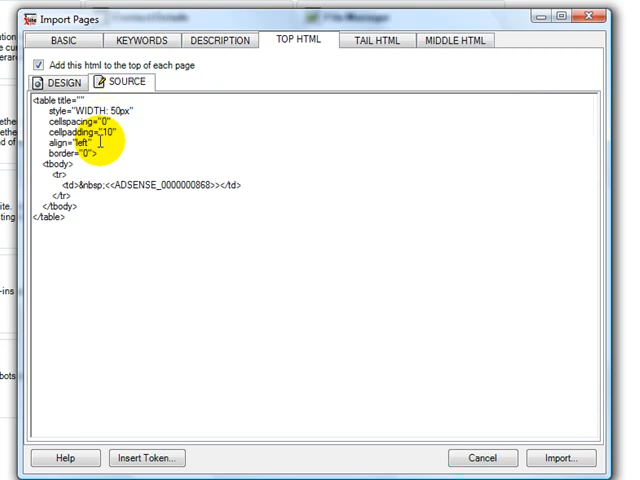 Import Pages
BASIC
KEYWORDS
DESCRIPTION
TOP HTML
TAIL HTML
MIDDLE HTML
Add this html to the top of each page
DESIGN
SOURCE
<table title=""
style="WIDTH: 50px"
cellspacing="0"
cellpadding="10"
align="left"
border="0">
<tbody>
<tr>
<td>&nbsp;<<ADSENSE_0000000868>></td>
</tr>
</tbody>
</table>
Help
Insert Token...
Cancel
Import...